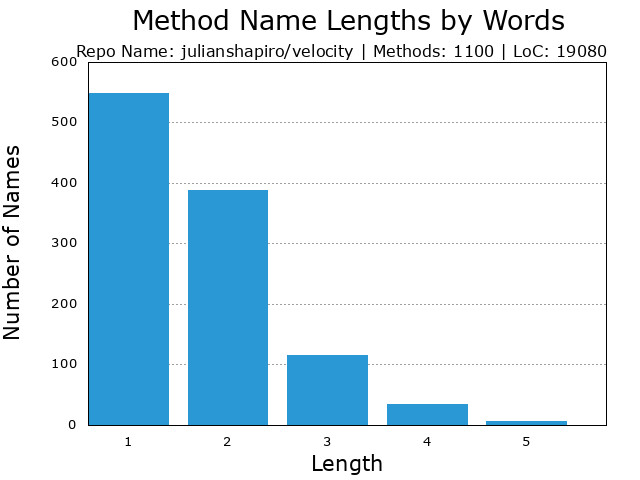 Method Name Lengths by Words
Repo Name: julianshapiro/velocity | Methods: 1100 | LoC: 19080
Number of Names
600
500
400
300
200
100
0
1 2 3 4 5
Length